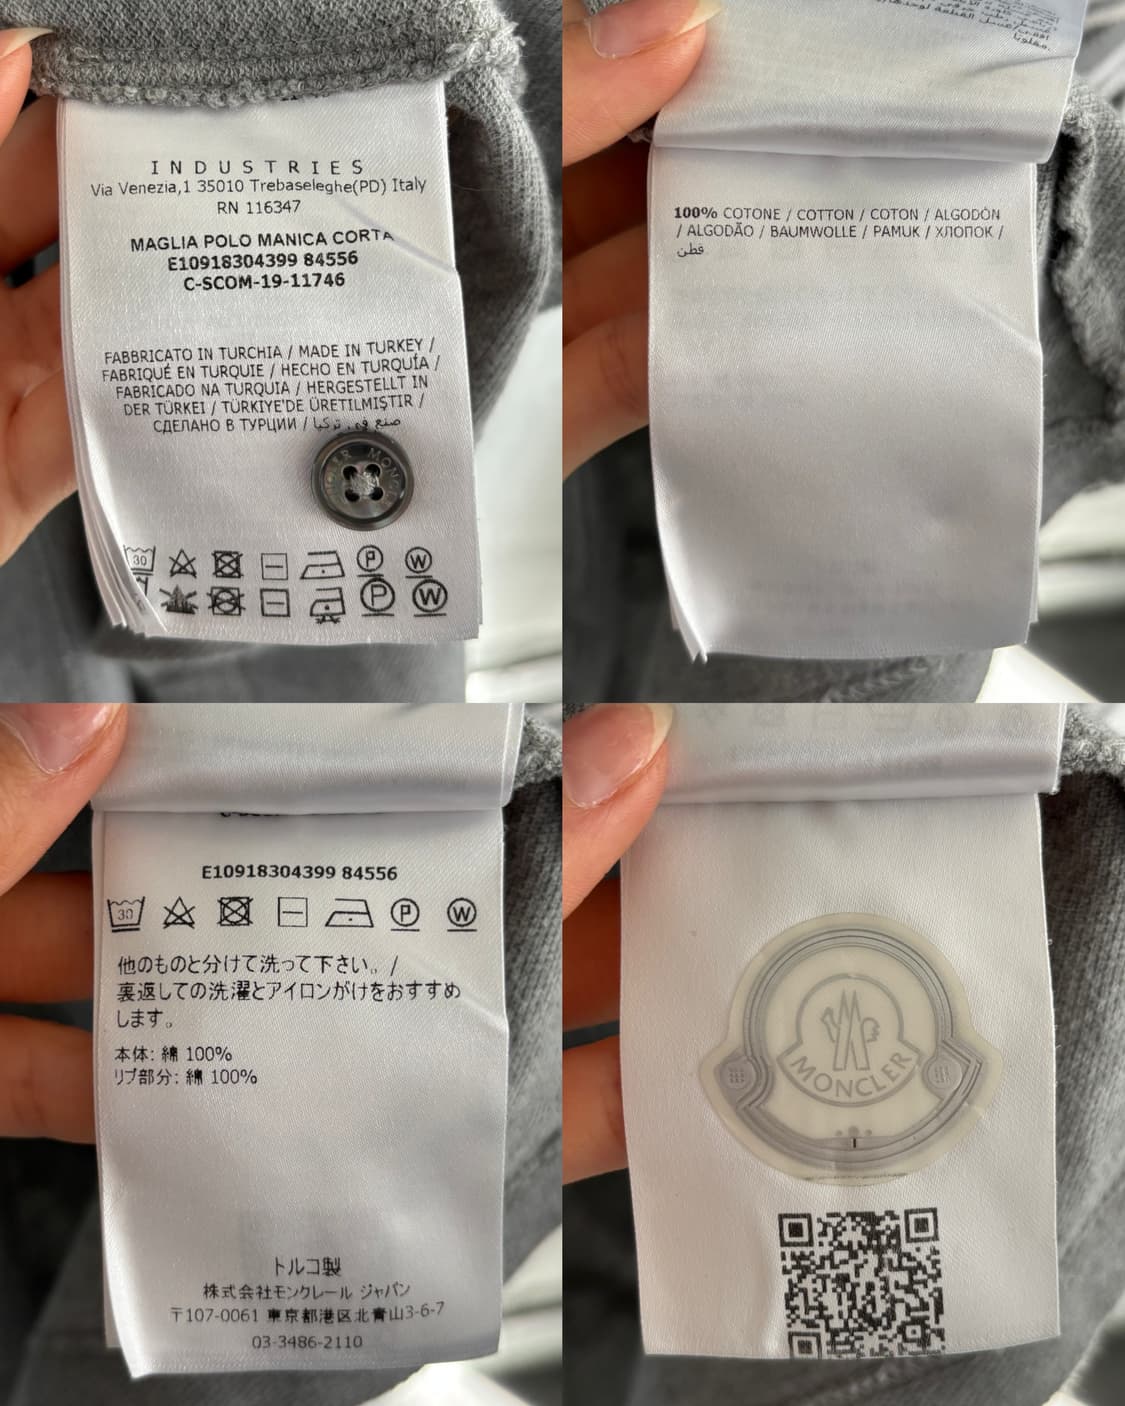 INDUSTRIES
Via Venezia,1 35010 Trebaseleghe(PD) Italy
RN 116347
MAGLIA POLO MANICA CORTA
E10918304399 84556
C-SCOM-19-11746
FABBRICATO IN TURCHIA / MADE IN TURKEY /
FABRIQUÉ EN TURQUIE / HECHO EN TURQUÍA /
FABRICADO NA TURQUIA / HERGESTELLT IN
DER TÜRKEI / TÜRKIYE'DE ÜRETILMIŞTIR /
СДЕЛАНО В ТУРЦИИ / صنع في تركيا
MONCLER
30
P
W
P
W
مقلوبا.
100% COTONE / COTTON / COTON / ALGODÓN
/ ALGODÃO / BAUMWOLLE / PAMUK / ХЛОПОК /
قطن
E10918304399 84556
30
P
W
他のものと分けて洗って下さい。/
裏返しての洗濯とアイロンがけをおすすめ
します。
本体: 綿 100%
リブ部分: 綿 100%
トルコ製
株式会社モンクレール ジャパン
〒107-0061 東京都港区北青山3-6-7
03-3486-2110
MONCLER